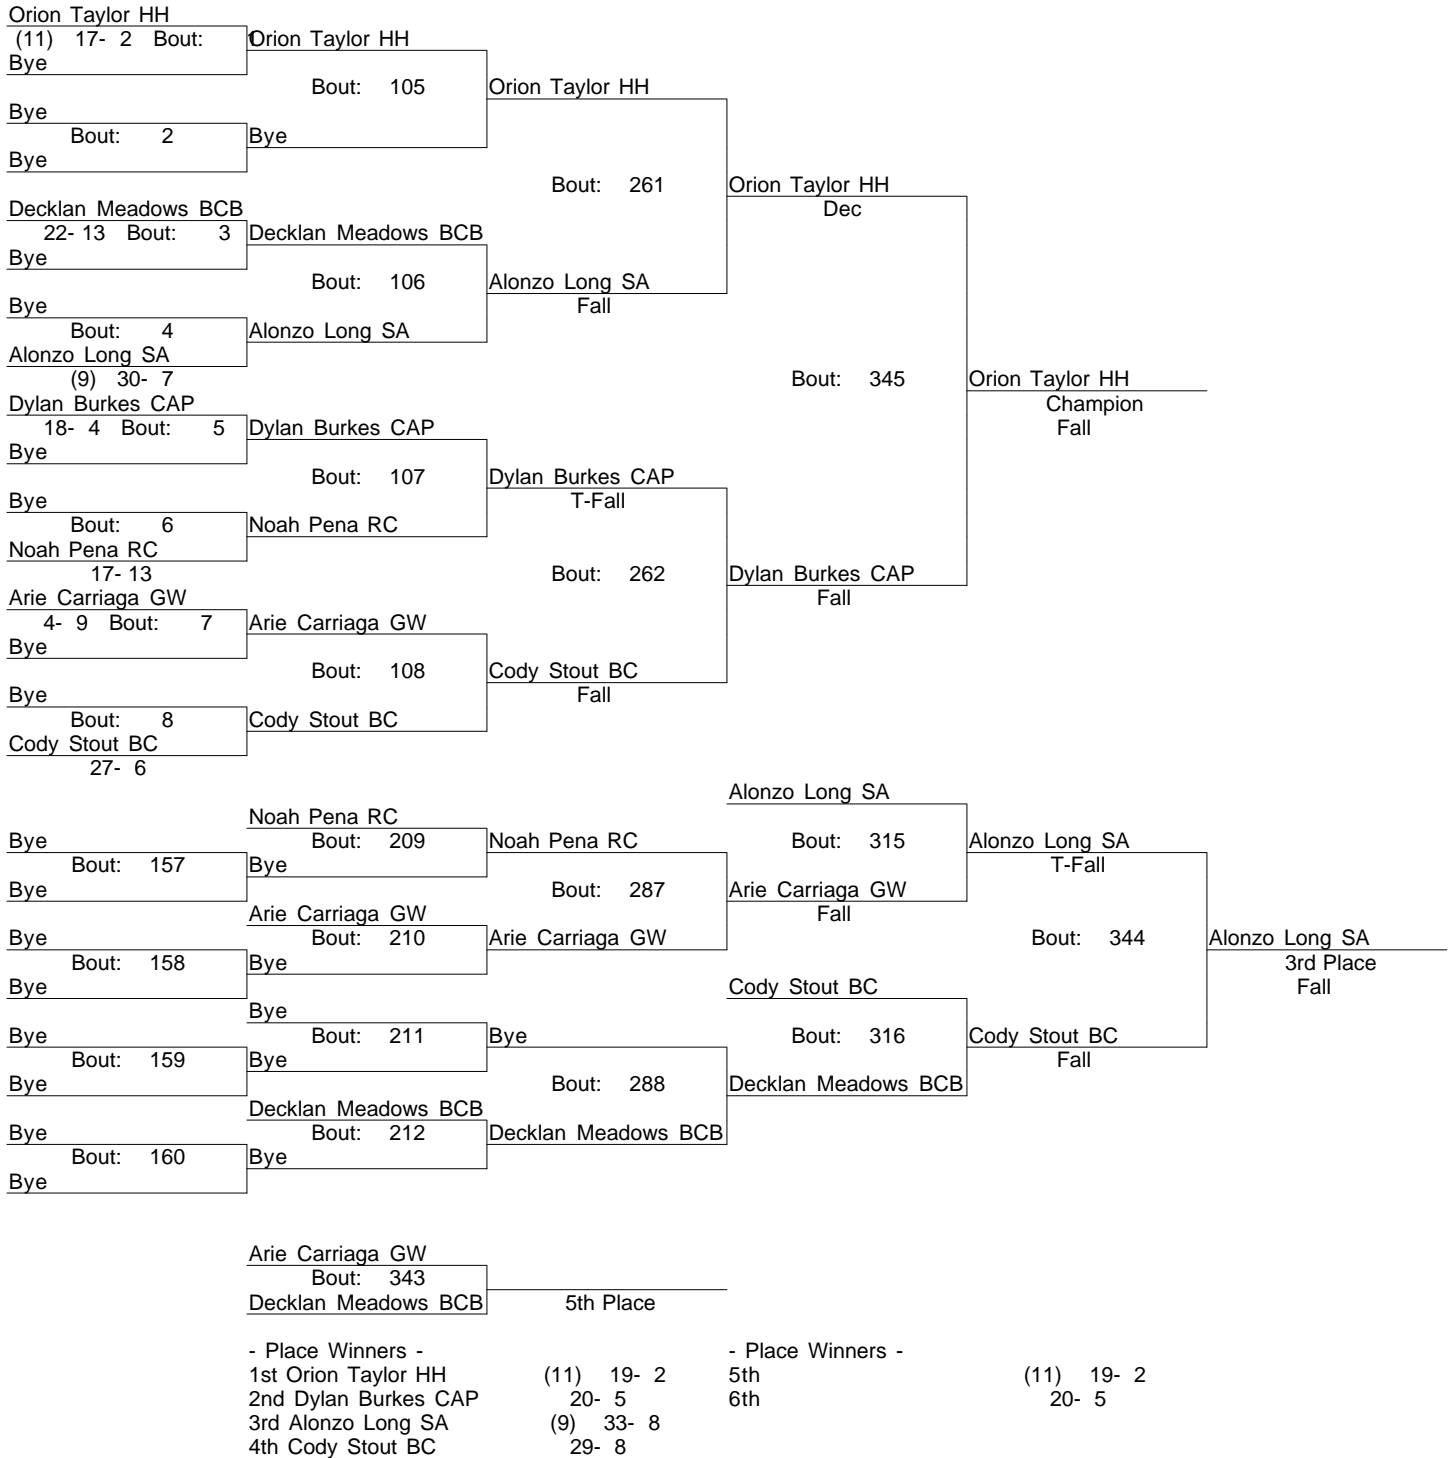 Orion Taylor HH
(11) 17- 2 Bout: 1 Orion Taylor HH
Bye
Bout: 105 Orion Taylor HH
Bye
Bout: 2 Bye
Bye
Bout: 261 Orion Taylor HH
Decklan Meadows BCB Dec
22- 13 Bout: 3 Decklan Meadows BCB
Bye
Bout: 106 Alonzo Long SA
Bye Fall
Bout: 4 Alonzo Long SA
Alonzo Long SA
(9) 30- 7 Bout: 345 Orion Taylor HH
Dylan Burkes CAP Champion
18- 4 Bout: 5 Dylan Burkes CAP Fall
Bye
Bout: 107 Dylan Burkes CAP
Bye T-Fall
Bout: 6 Noah Pena RC
Noah Pena RC
17- 13 Bout: 262 Dylan Burkes CAP
Arie Carriaga GW Fall
4- 9 Bout: 7 Arie Carriaga GW
Bye
Bout: 108 Cody Stout BC
Bye Fall
Bout: 8 Cody Stout BC
Cody Stout BC
27- 6
Alonzo Long SA
Noah Pena RC
Bye Bout: 209 Noah Pena RC Bout: 315 Alonzo Long SA
Bout: 157 Bye T-Fall
Bye Bout: 287 Arie Carriaga GW
Arie Carriaga GW Fall
Bye Bout: 210 Arie Carriaga GW Bout: 344 Alonzo Long SA
Bout: 158 Bye 3rd Place
Bye Cody Stout BC Fall
Bye
Bye Bout: 211 Bye Bout: 316 Cody Stout BC
Bout: 159 Bye Fall
Bye Bout: 288 Decklan Meadows BCB
Decklan Meadows BCB
Bye Bout: 212 Decklan Meadows BCB
Bout: 160 Bye
Bye
Arie Carriaga GW
Bout: 343
Decklan Meadows BCB 5th Place
- Place Winners - - Place Winners -
1st Orion Taylor HH (11) 19- 2 5th (11) 19- 2
2nd Dylan Burkes CAP 20- 5 6th 20- 5
3rd Alonzo Long SA (9) 33- 8
4th Cody Stout BC 29- 8